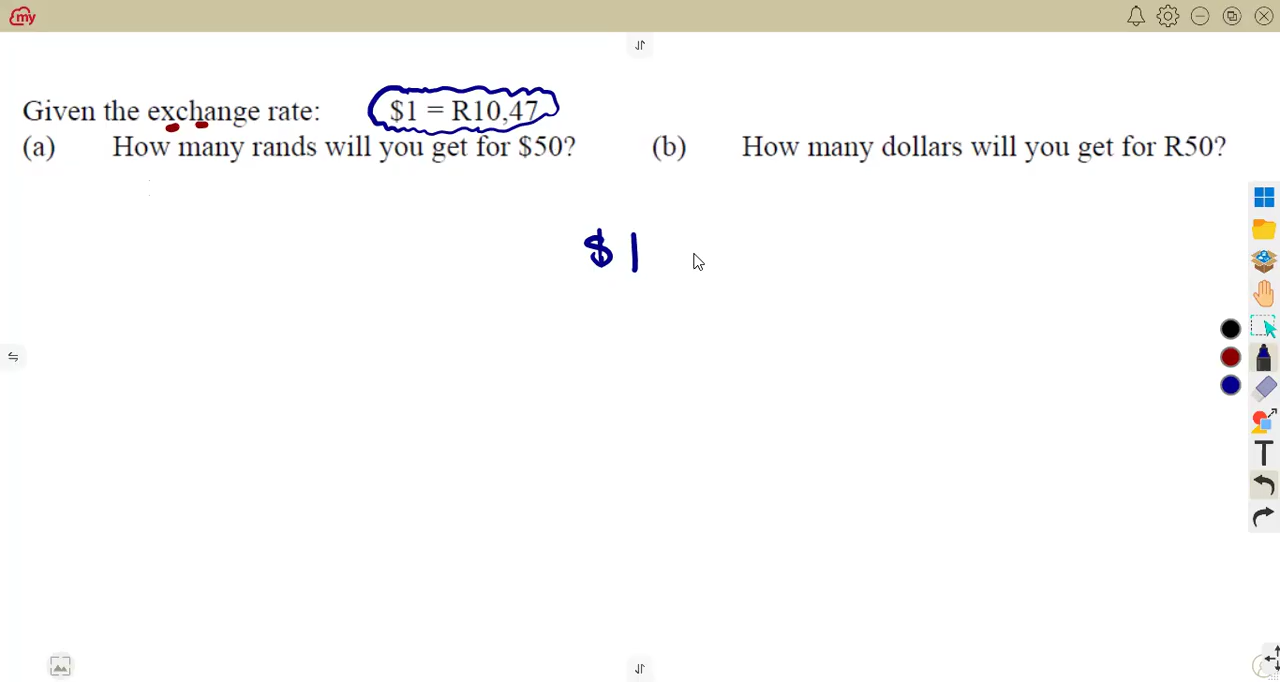 my
Given the exchange rate: $1 = R10,47
(a) How many rands will you get for $50? (b) How many dollars will you get for R50?
$1
T